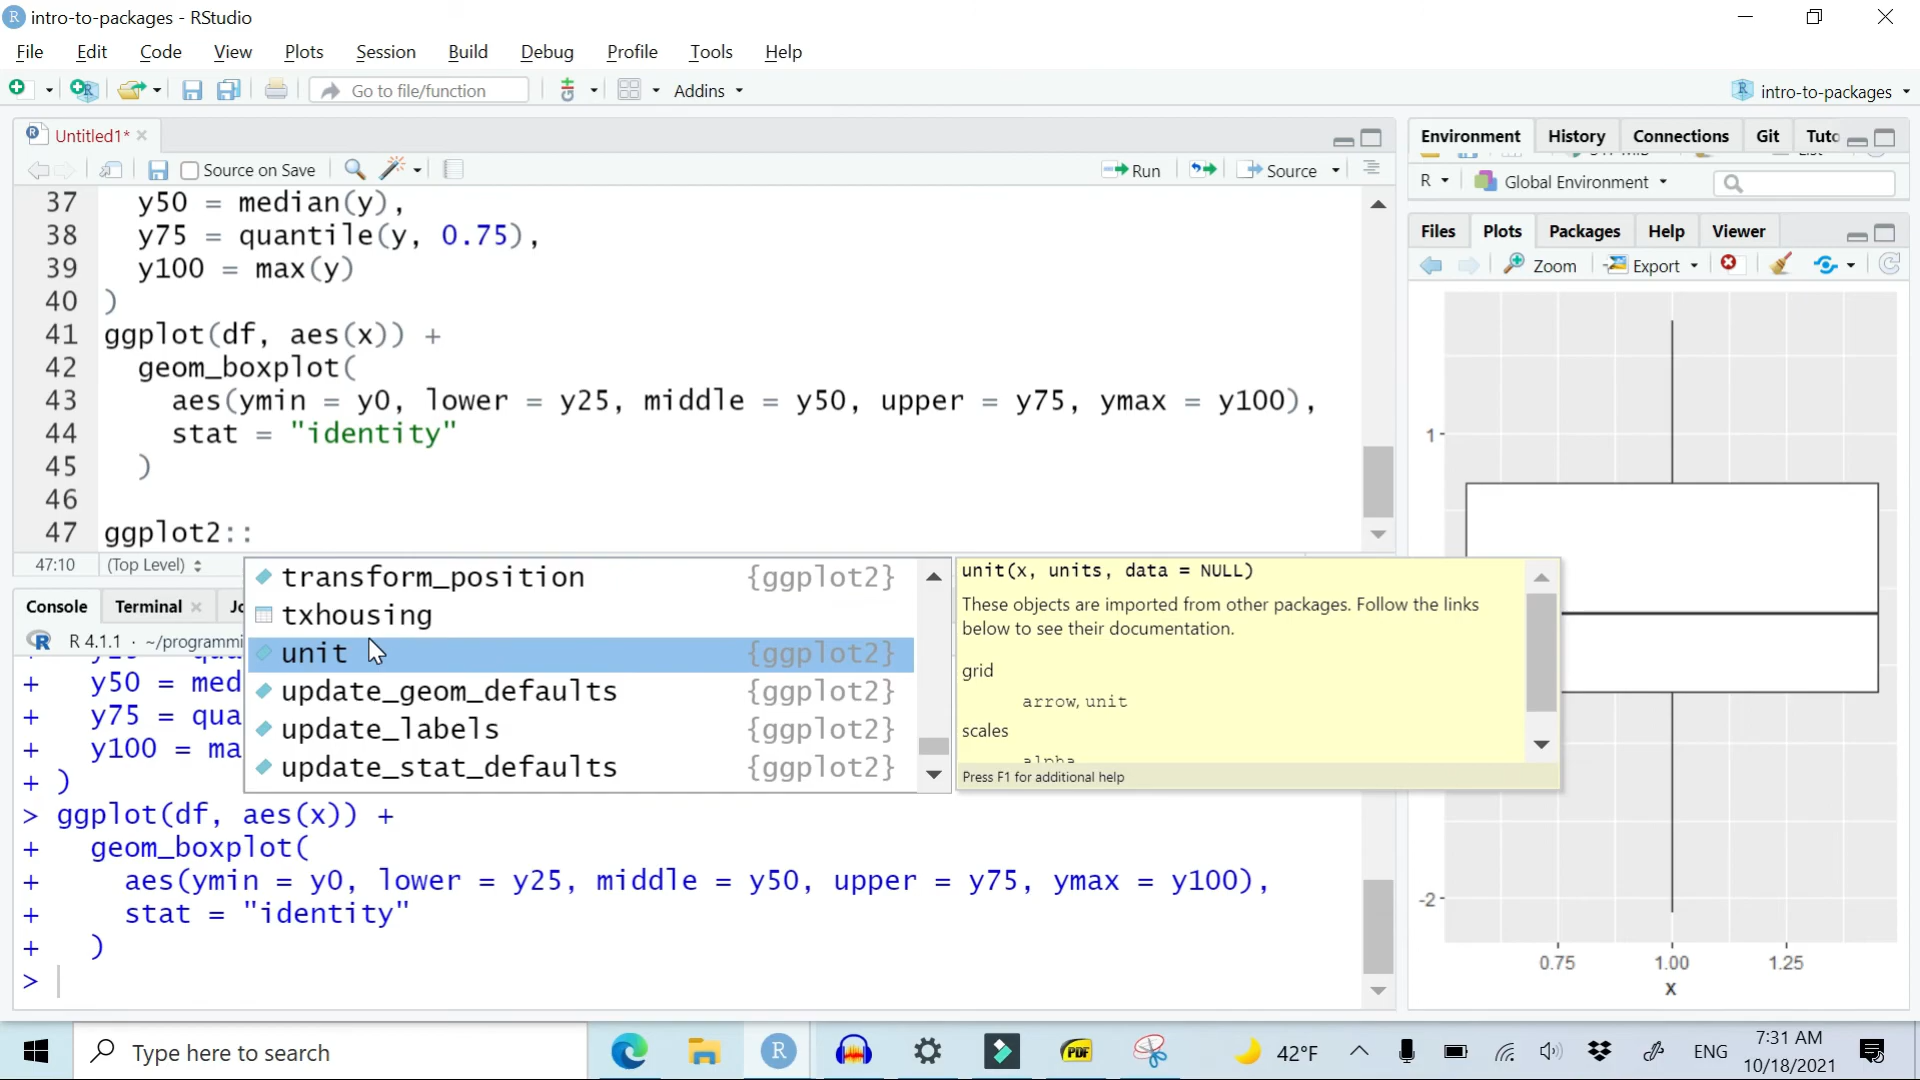 intro-to-packages - RStudio
File Edit Code View Plots Session Build Debug Profile Tools Help
Go to file/function Addins intro-to-packages
Untitled1*
Source on Save Run Source
37 y50 = median(y),
38 y75 = quantile(y, 0.75),
39 y100 = max(y)
40 )
41 ggplot(df, aes(x)) +
42 geom_boxplot(
43 aes(ymin = y0, lower = y25, middle = y50, upper = y75, ymax = y100),
44 stat = "identity"
45 )
46
47 ggplot2::
47:10 (Top Level)
transform_position {ggplot2}
txhousing
unit {ggplot2}
update_geom_defaults {ggplot2}
update_labels {ggplot2}
update_stat_defaults {ggplot2}
unit(x, units, data = NULL)
These objects are imported from other packages. Follow the links
below to see their documentation.
grid
arrow, unit
scales
alpha
Press F1 for additional help
Console Terminal Jo
R 4.1.1 · ~/programmi
+ y50 = med
+ y75 = qua
+ y100 = ma
+ )
> ggplot(df, aes(x)) +
+ geom_boxplot(
+ aes(ymin = y0, lower = y25, middle = y50, upper = y75, ymax = y100),
+ stat = "identity"
+ )
>
Environment History Connections Git Tuto
R Global Environment
Files Plots Packages Help Viewer
Zoom Export
1
-2
0.75 1.00 1.25
x
Type here to search
R
PDF
42°F
ENG
7:31 AM
10/18/2021